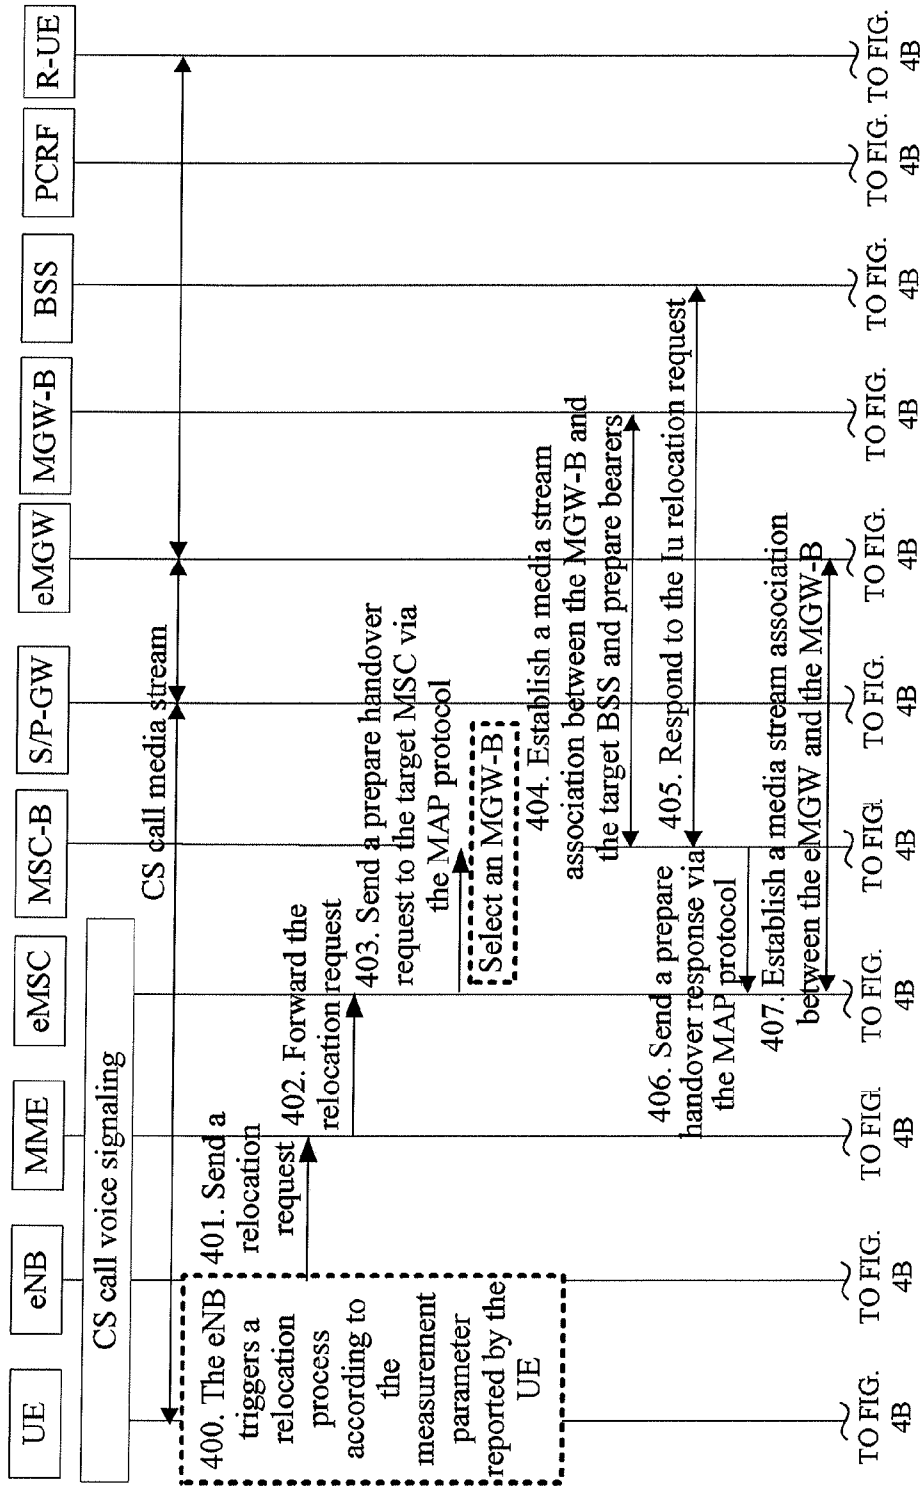 UE
eNB
MME
eMSC
MSC-B
S/P-GW
eMGW
MGW-B
BSS
PCRF
R-UE
CS call voice signaling
CS call media stream
400. The eNB
triggers a
relocation
process
according to
the
measurement
parameter
reported by the
UE
401. Send a
relocation
request
402. Forward the
relocation request
403. Send a prepare handover
request to the target MSC via
the MAP protocol
Select an MGW-B
404. Establish a media stream
association between the MGW-B and
the target BSS and prepare bearers
405. Respond to the Iu relocation request
406. Send a prepare
handover response via
the MAP protocol
407. Establish a media stream association
between the eMGW and the MGW-B
TO FIG.
4B
TO FIG.
4B
TO FIG.
4B
TO FIG.
4B
TO FIG.
4B
TO FIG.
4B
TO FIG.
4B
TO FIG.
4B
TO FIG.
4B
TO FIG.
4B
TO FIG.
4B